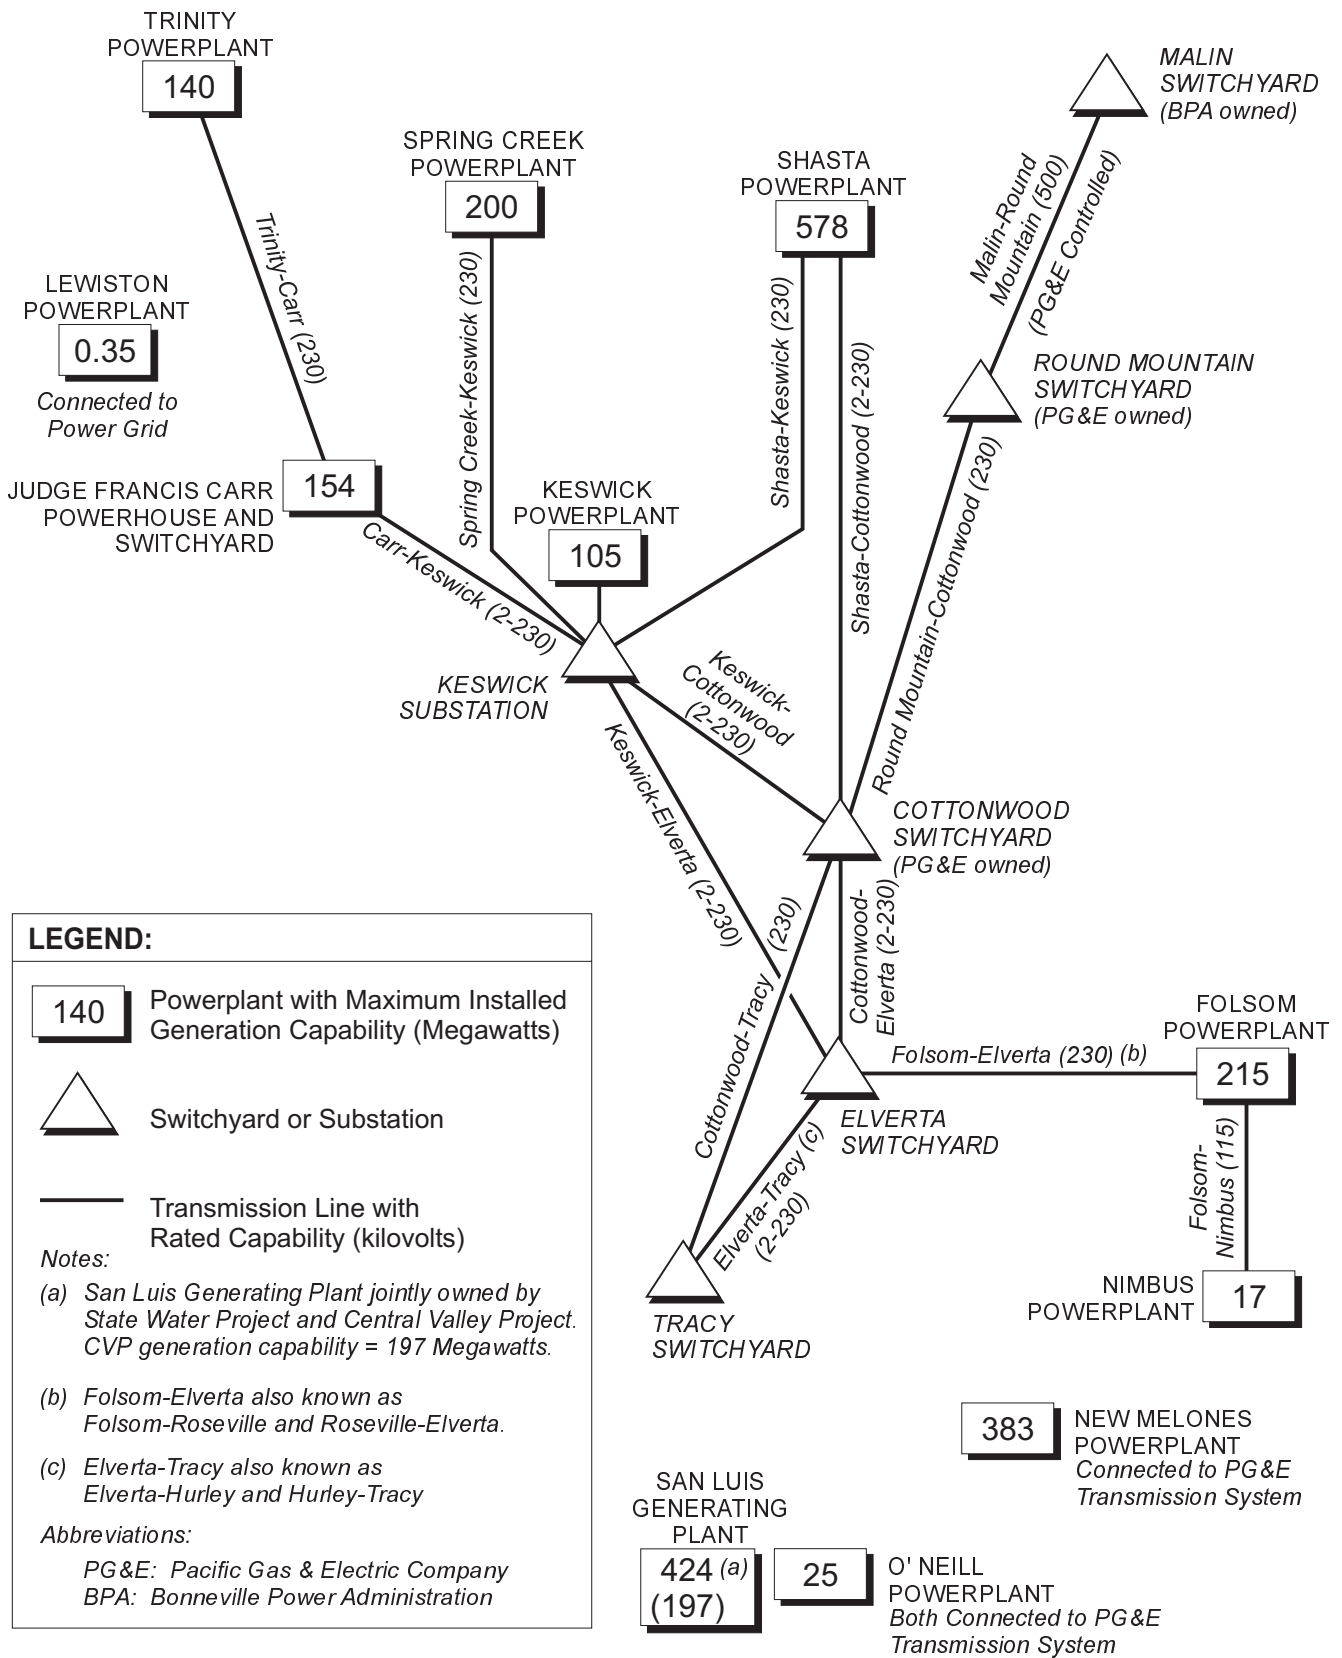 TRINITY
POWERPLANT
140
MALIN
SWITCHYARD
(BPA owned)
SPRING CREEK
POWERPLANT
200
SHASTA
POWERPLANT
578
Malin-Round
Mountain (500)
(PG&E Controlled)
Trinity-Carr (230)
LEWISTON
POWERPLANT
0.35
Connected to
Power Grid
Spring Creek-Keswick (230)
Shasta-Keswick (230)
Shasta-Cottonwood (2-230)
ROUND MOUNTAIN
SWITCHYARD
(PG&E owned)
JUDGE FRANCIS CARR
POWERHOUSE AND
SWITCHYARD
154
KESWICK
POWERPLANT
105
Carr-Keswick (2-230)
Round Mountain-Cottonwood (230)
KESWICK
SUBSTATION
Keswick-
Cottonwood
(2-230)
Keswick-Elverta (2-230)
COTTONWOOD
SWITCHYARD
(PG&E owned)
Cottonwood-Tracy (230)
Cottonwood-
Elverta (2-230)
FOLSOM
POWERPLANT
215
Folsom-Elverta (230) (b)
ELVERTA
SWITCHYARD
Elverta-Tracy (c)
(2-230)
Folsom-
Nimbus (115)
NIMBUS
POWERPLANT
17
TRACY
SWITCHYARD
383
NEW MELONES
POWERPLANT
Connected to PG&E
Transmission System
SAN LUIS
GENERATING
PLANT
424 (a)
(197)
25
O' NEILL
POWERPLANT
Both Connected to PG&E
Transmission System
LEGEND:
140
Powerplant with Maximum Installed
Generation Capability (Megawatts)
Switchyard or Substation
Transmission Line with
Rated Capability (kilovolts)
Notes:
(a) San Luis Generating Plant jointly owned by
State Water Project and Central Valley Project.
CVP generation capability = 197 Megawatts.
(b) Folsom-Elverta also known as
Folsom-Roseville and Roseville-Elverta.
(c) Elverta-Tracy also known as
Elverta-Hurley and Hurley-Tracy
Abbreviations:
PG&E: Pacific Gas & Electric Company
BPA: Bonneville Power Administration